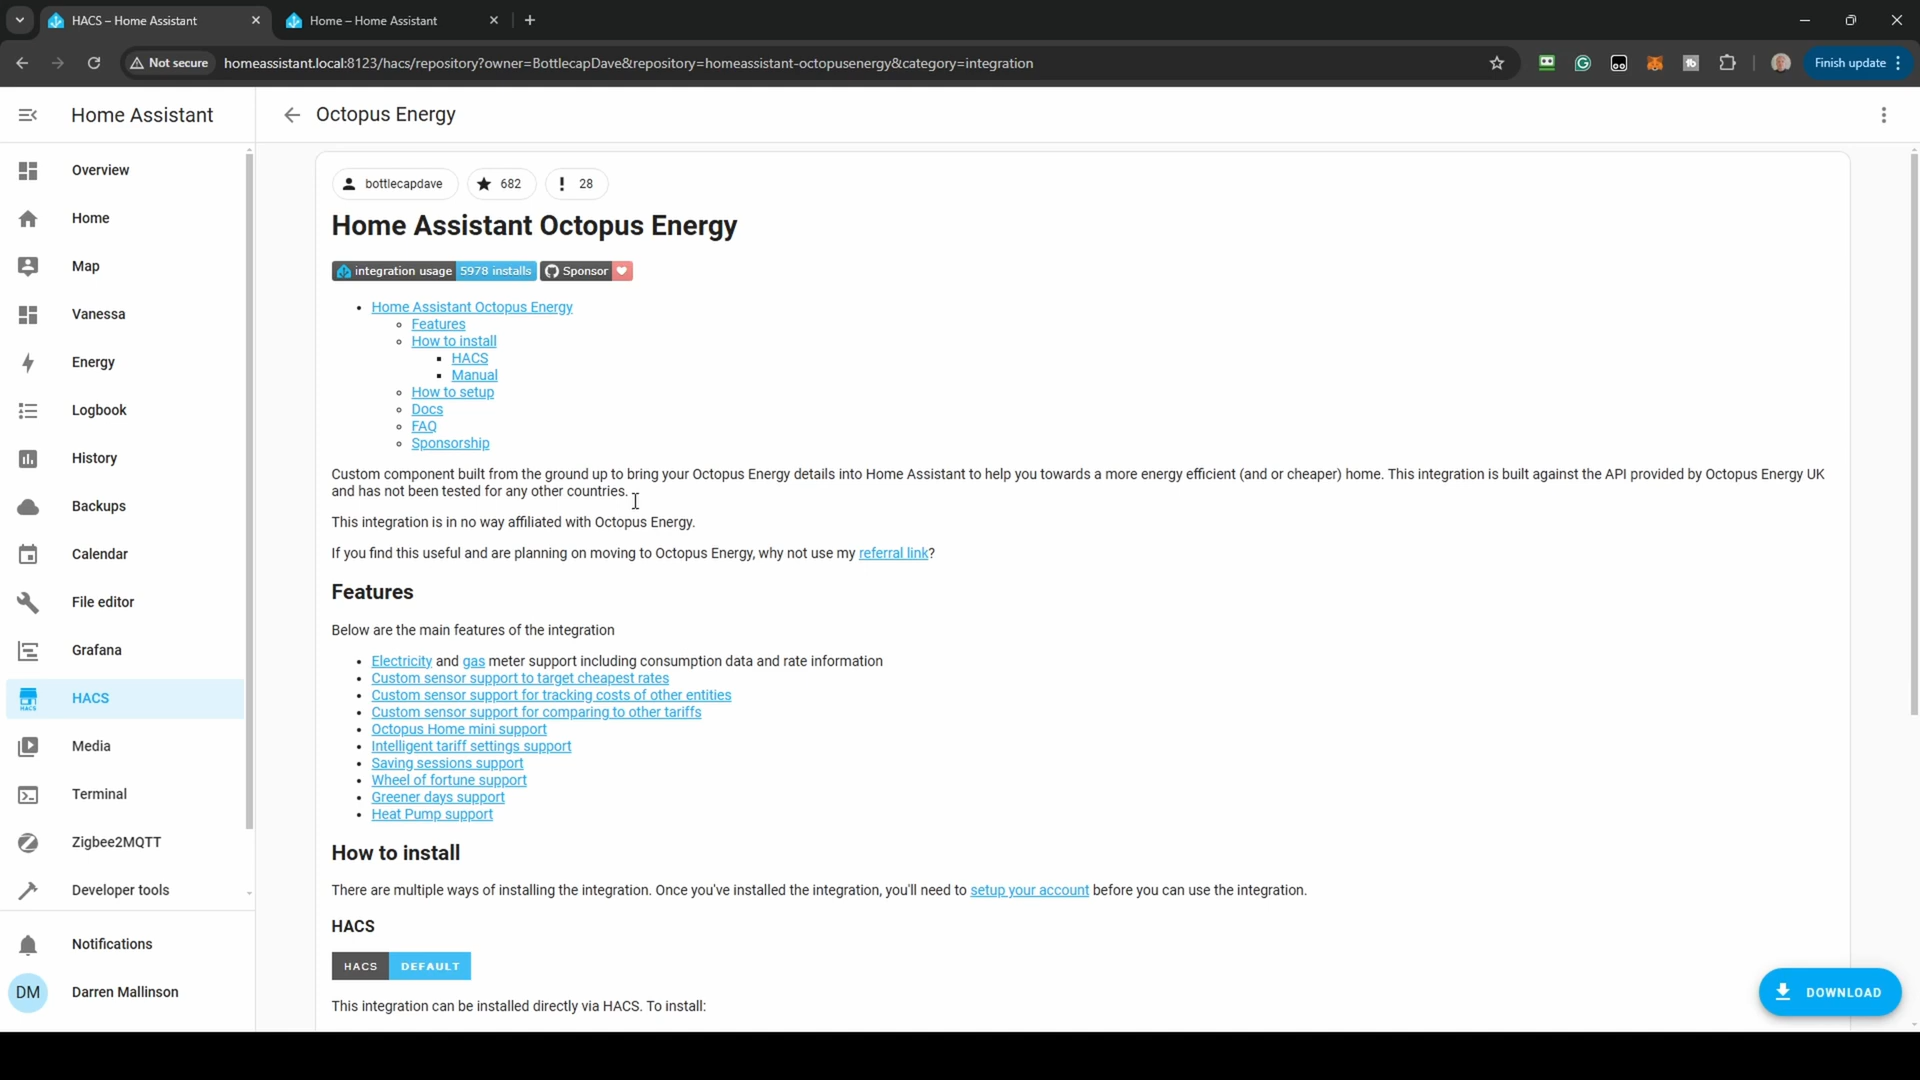 HACS – Home Assistant
Home – Home Assistant
Not secure
homeassistant.local:8123/hacs/repository?owner=BottlecapDave&repository=homeassistant-octopusenergy&category=integration
Finish update
Home Assistant
Octopus Energy
Overview
Home
Map
Vanessa
Energy
Logbook
History
Backups
Calendar
File editor
Grafana
HACS
HACS
Media
Terminal
Zigbee2MQTT
Developer tools
Notifications
DM
Darren Mallinson
bottlecapdave
682
28
Home Assistant Octopus Energy
integration usage 5978 installs Sponsor
Home Assistant Octopus Energy
Features
How to install
HACS
Manual
How to setup
Docs
FAQ
Sponsorship
Custom component built from the ground up to bring your Octopus Energy details into Home Assistant to help you towards a more energy efficient (and or cheaper) home. This integration is built against the API provided by Octopus Energy UK
and has not been tested for any other countries.
This integration is in no way affiliated with Octopus Energy.
If you find this useful and are planning on moving to Octopus Energy, why not use my referral link?
Features
Below are the main features of the integration
Electricity and gas meter support including consumption data and rate information
Custom sensor support to target cheapest rates
Custom sensor support for tracking costs of other entities
Custom sensor support for comparing to other tariffs
Octopus Home mini support
Intelligent tariff settings support
Saving sessions support
Wheel of fortune support
Greener days support
Heat Pump support
How to install
There are multiple ways of installing the integration. Once you've installed the integration, you'll need to setup your account before you can use the integration.
HACS
HACS DEFAULT
This integration can be installed directly via HACS. To install:
DOWNLOAD